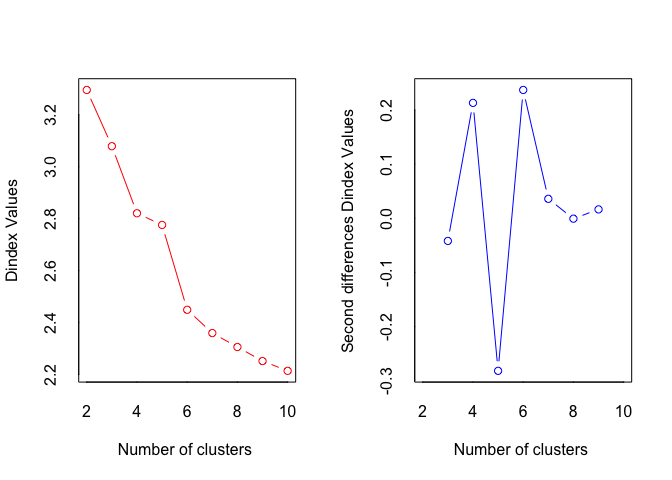 Dindex Values
3.2
3.0
2.8
2.6
2.4
2.2
2 4 6 8 10
Number of clusters
Second differences Dindex Values
0.2
0.1
0.0
-0.1
-0.2
-0.3
2 4 6 8 10
Number of clusters